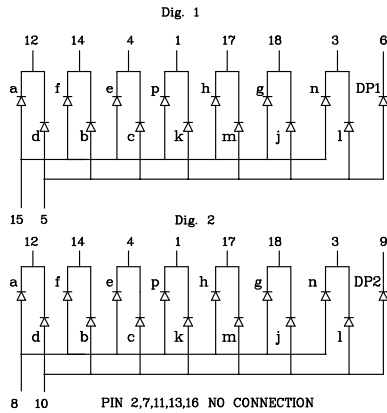 Dig. 1
12 14 4 1 17 18 3 6
a f e p h g n DP1
d b c k m j l
15 5
Dig. 2
12 14 4 1 17 18 3 9
a f e p h g n DP2
d b c k m j l
8 10 PIN 2,7,11,13,16 NO CONNECTION